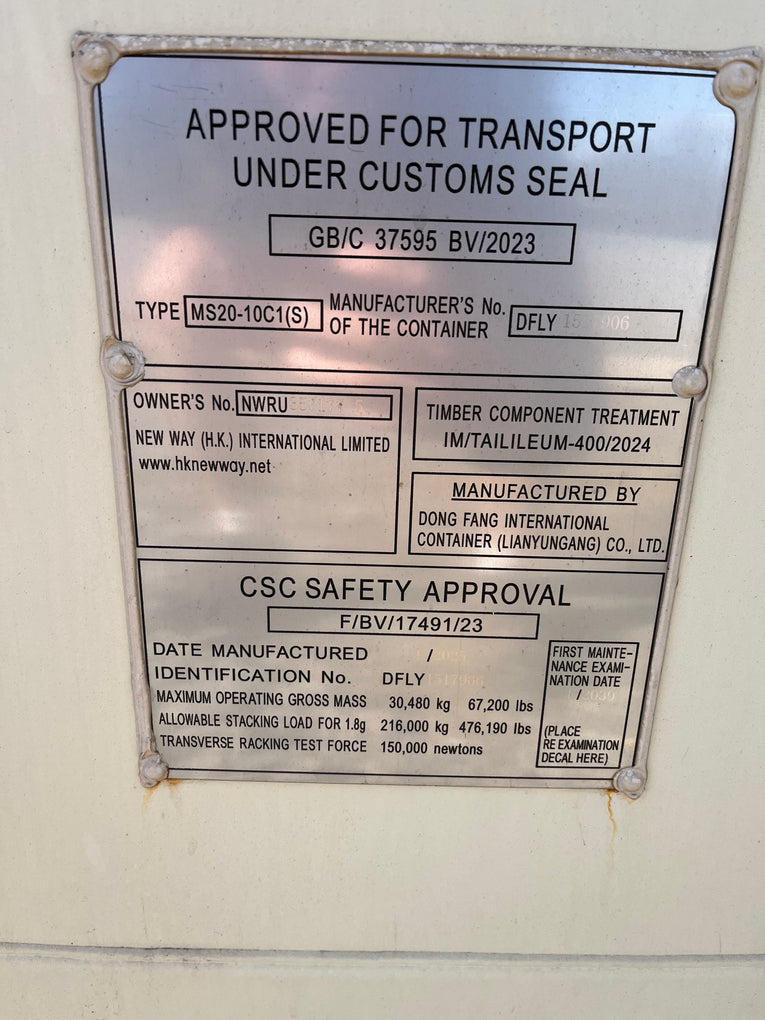 APPROVED FOR TRANSPORT
UNDER CUSTOMS SEAL
GB/C 37595 BV/2023
TYPE MS20-10C1(S) MANUFACTURER'S No.
OF THE CONTAINER DFLY
OWNER'S No. NWRU
NEW WAY (H.K.) INTERNATIONAL LIMITED
www.hknewway.net
TIMBER COMPONENT TREATMENT
IM/TAILILEUM-400/2024
MANUFACTURED BY
DONG FANG INTERNATIONAL
CONTAINER (LIANYUNGANG) CO., LTD.
CSC SAFETY APPROVAL
F/BV/17491/23
DATE MANUFACTURED /
IDENTIFICATION No. DFLY
MAXIMUM OPERATING GROSS MASS 30,480 kg 67,200 lbs
ALLOWABLE STACKING LOAD FOR 1.8g 216,000 kg 476,190 lbs
TRANSVERSE RACKING TEST FORCE 150,000 newtons
FIRST MAINTE-
NANCE EXAMI-
NATION DATE
/
(PLACE
RE EXAMINATION
DECAL HERE)